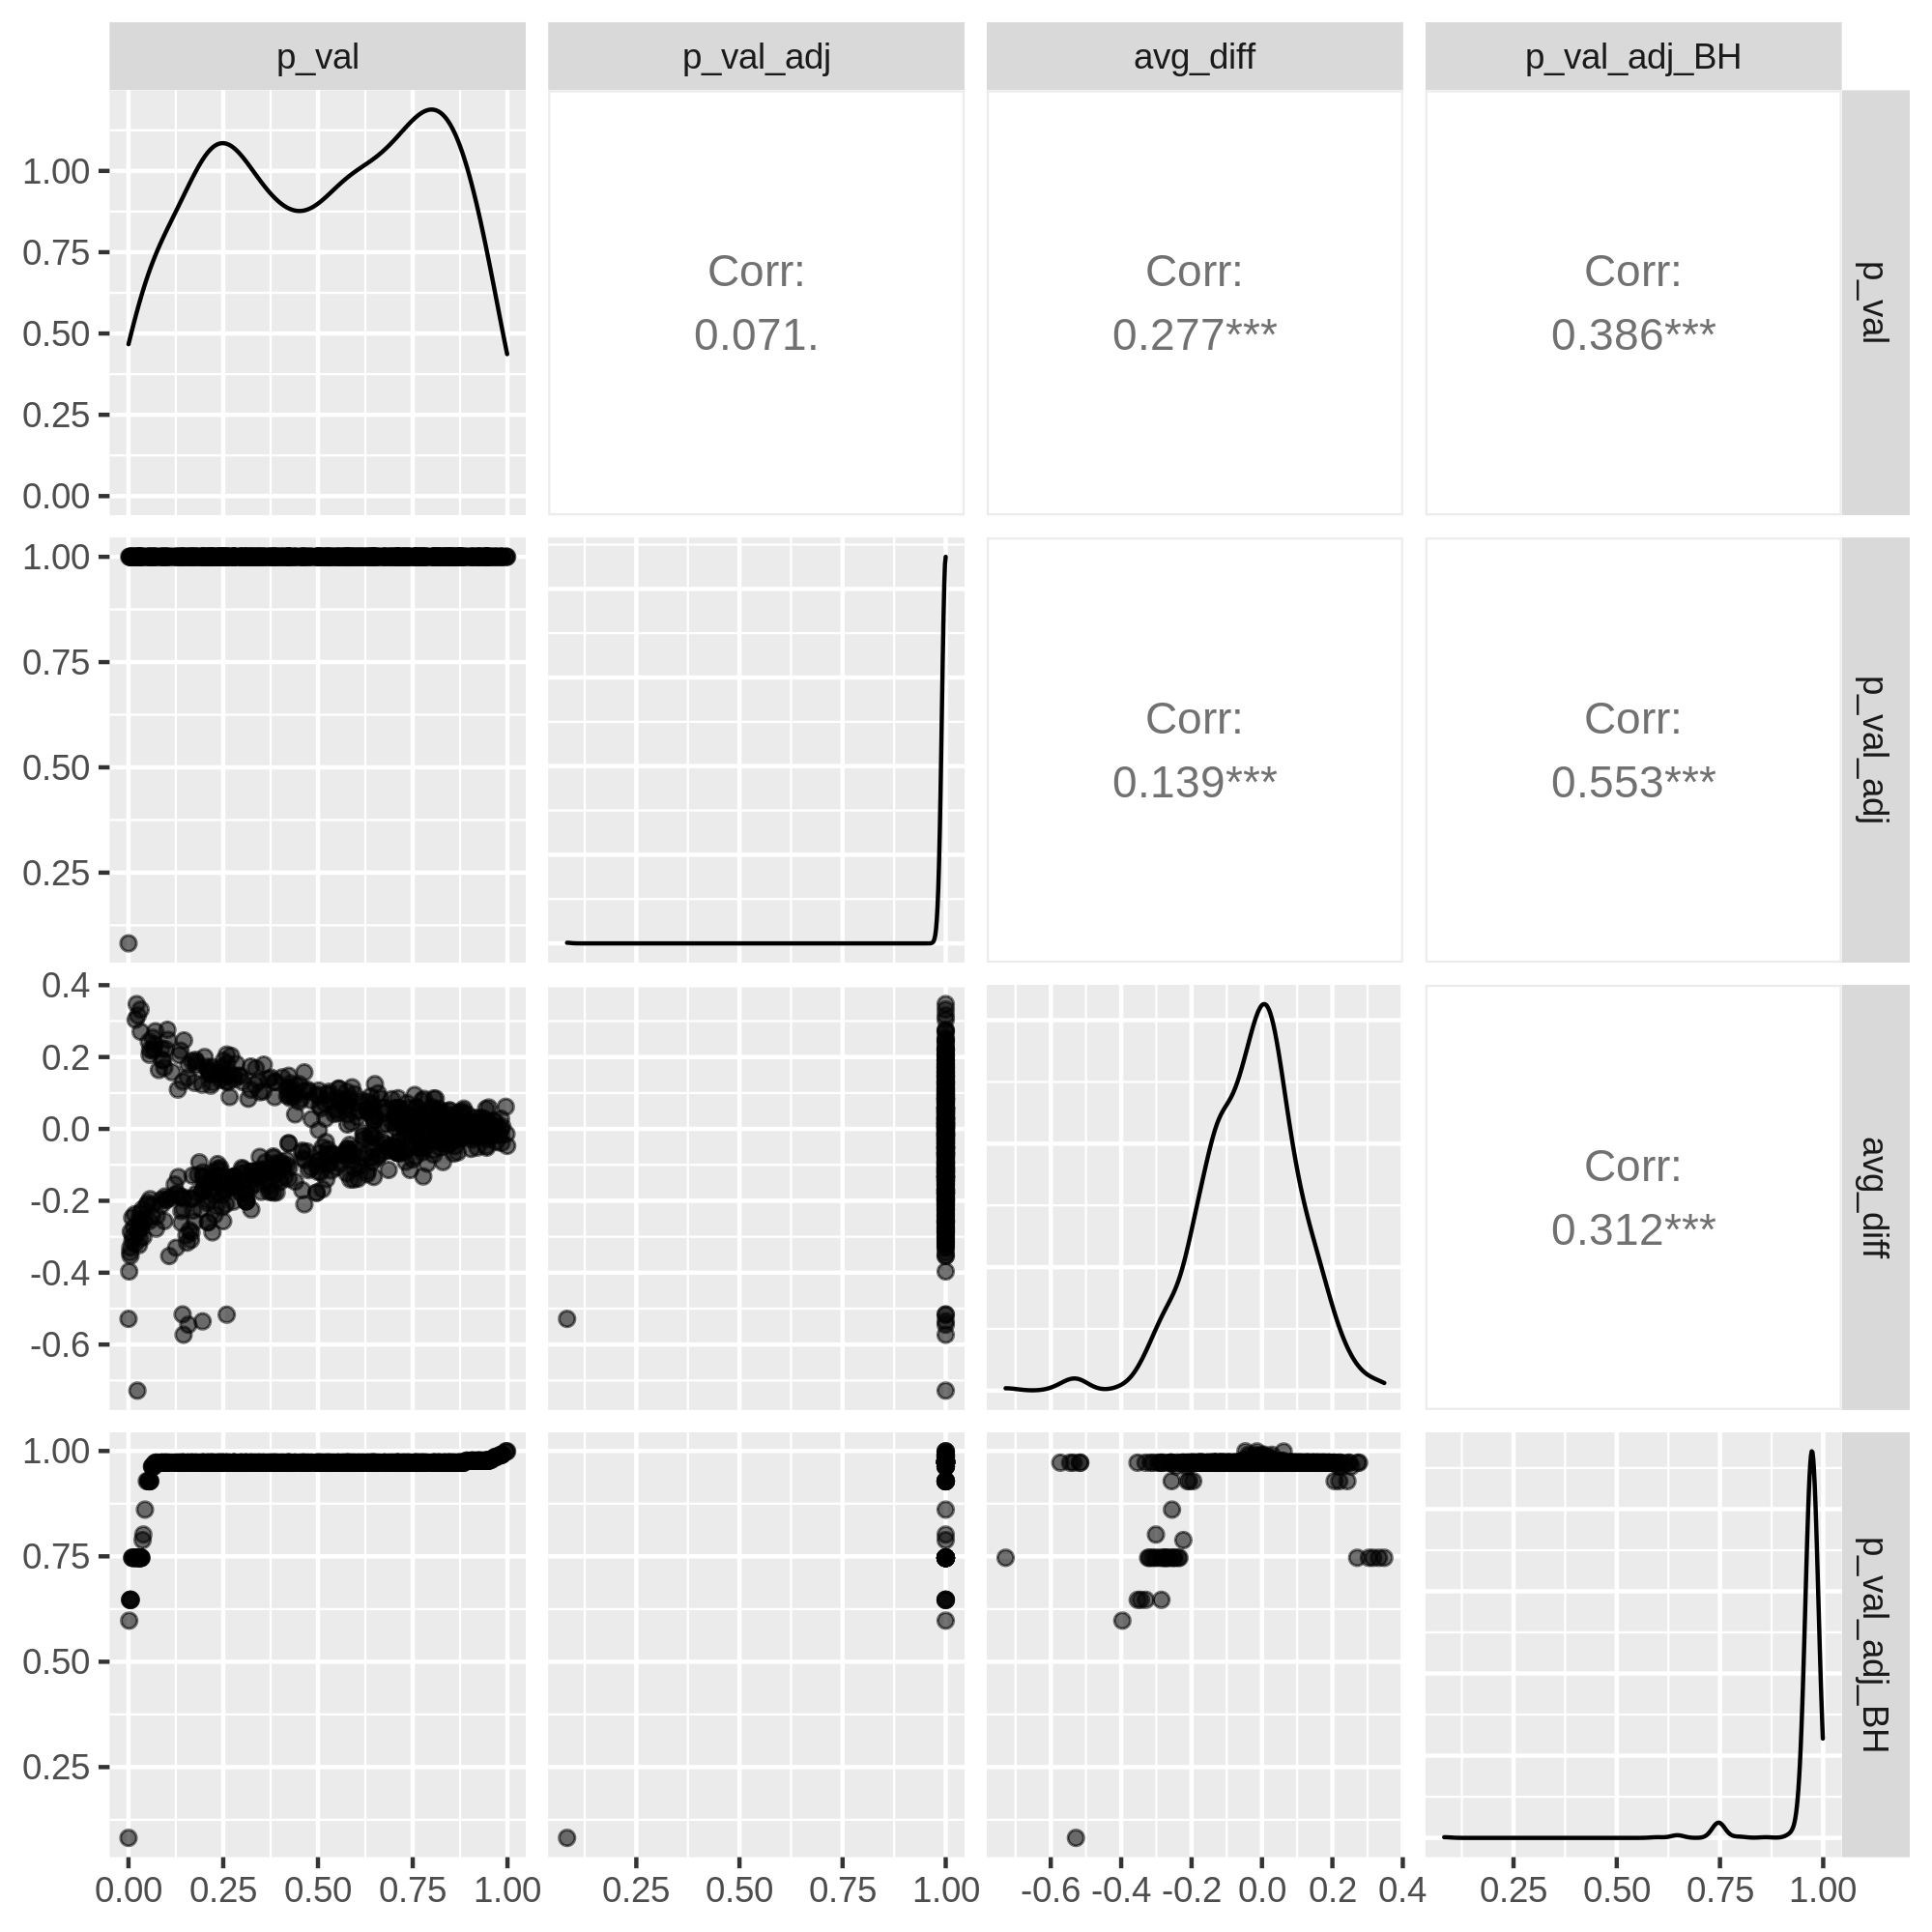 p_val
p_val_adj
avg_diff
p_val_adj_BH
1.00
0.75
0.50
0.25
0.00
Corr:
0.071.
Corr:
0.277***
Corr:
0.386***
p_val
1.00
0.75
0.50
0.25
Corr:
0.139***
Corr:
0.553***
p_val_adj
0.4
0.2
0.0
-0.2
-0.4
-0.6
Corr:
0.312***
avg_diff
1.00
0.75
0.50
0.25
p_val_adj_BH
0.00 0.25 0.50 0.75 1.00
0.25 0.50 0.75 1.00
-0.6 -0.4 -0.2 0.0 0.2 0.4
0.25 0.50 0.75 1.00